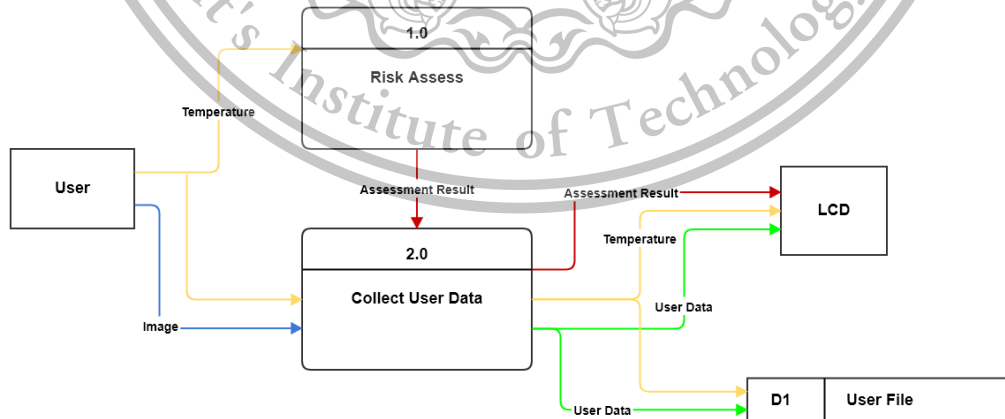 t's Institute of Technolog
1.0
Risk Assess
Temperature
User
Assessment Result
Assessment Result
LCD
2.0
Temperature
Collect User Data
User Data
Image
D1
User File
User Data